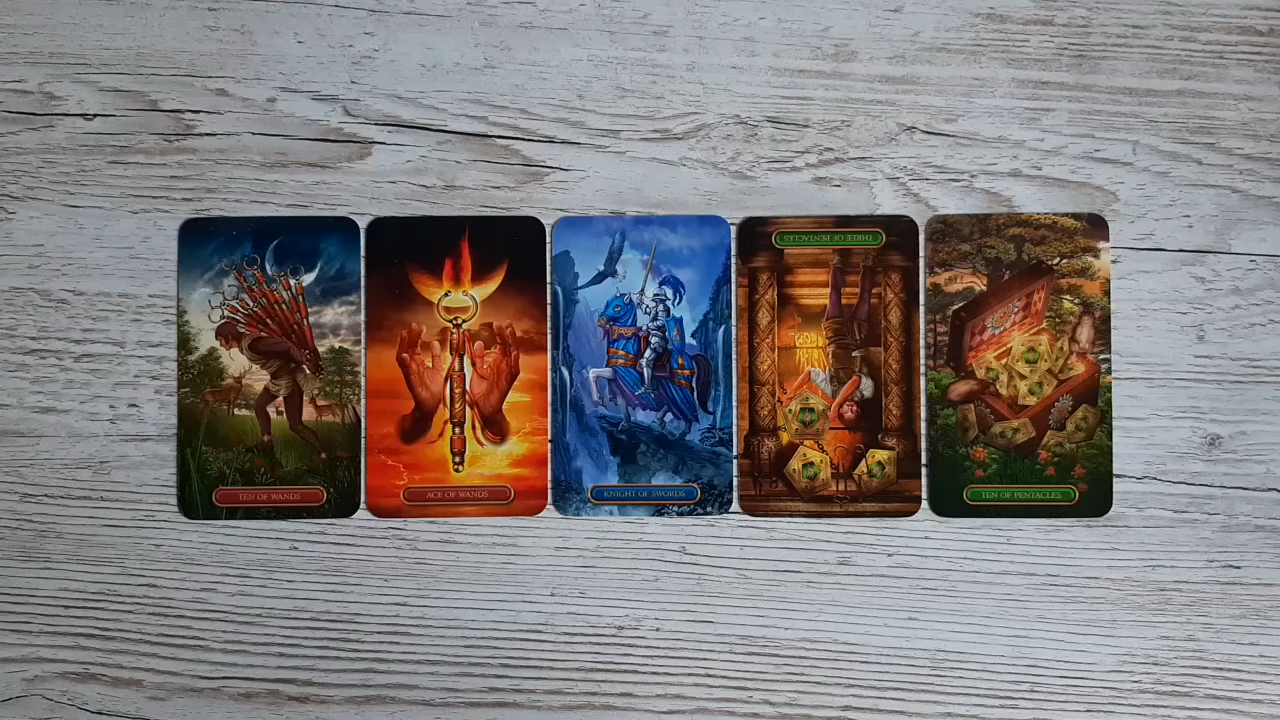 TEN OF WANDS
ACE OF WANDS
KNIGHT OF SWORDS
THREE OF PENTACLES
TEN OF PENTACLES